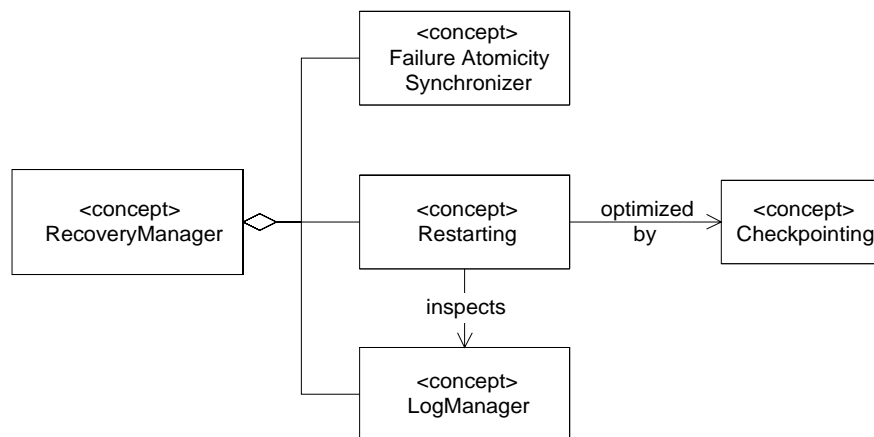 <concept>
Failure Atomicity
Synchronizer
<concept>
RecoveryManager
<concept>
Restarting
optimized
by
<concept>
Checkpointing
inspects
<concept>
LogManager